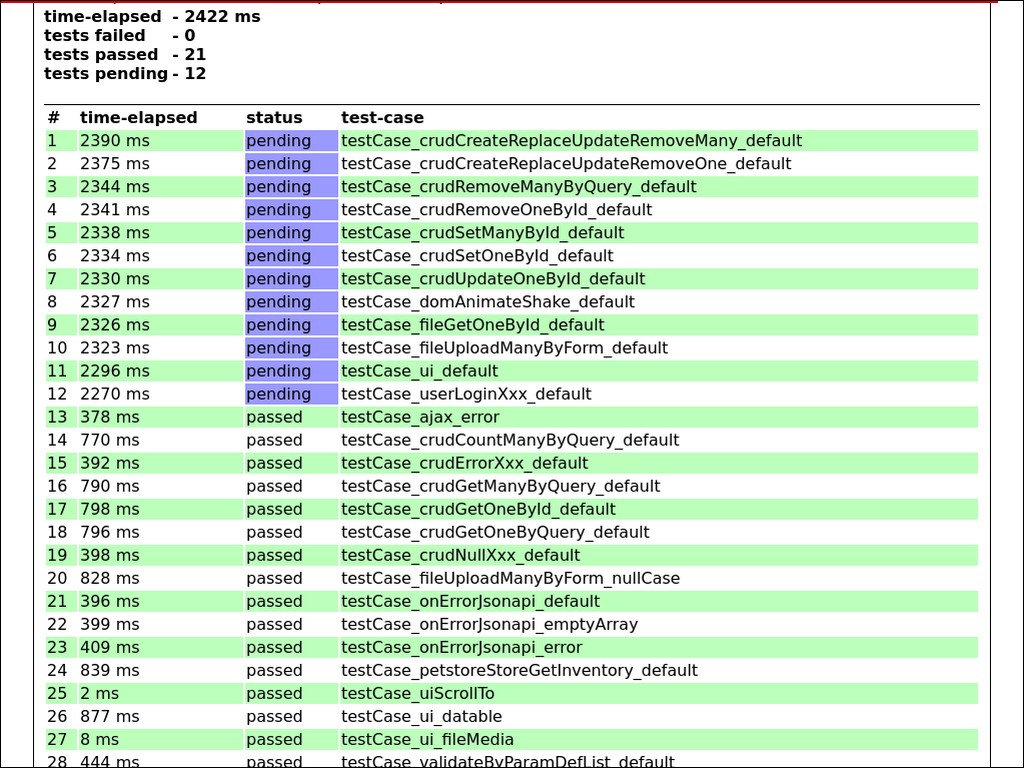 time-elapsed - 2422 ms
tests failed - 0
tests passed - 21
tests pending - 12
# time-elapsed status test-case
1 2390 ms pending testCase_crudCreateReplaceUpdateRemoveMany_default
2 2375 ms pending testCase_crudCreateReplaceUpdateRemoveOne_default
3 2344 ms pending testCase_crudRemoveManyByQuery_default
4 2341 ms pending testCase_crudRemoveOneById_default
5 2338 ms pending testCase_crudSetManyById_default
6 2334 ms pending testCase_crudSetOneById_default
7 2330 ms pending testCase_crudUpdateOneById_default
8 2327 ms pending testCase_domAnimateShake_default
9 2326 ms pending testCase_fileGetOneById_default
10 2323 ms pending testCase_fileUploadManyByForm_default
11 2296 ms pending testCase_ui_default
12 2270 ms pending testCase_userLoginXxx_default
13 378 ms passed testCase_ajax_error
14 770 ms passed testCase_crudCountManyByQuery_default
15 392 ms passed testCase_crudErrorXxx_default
16 790 ms passed testCase_crudGetManyByQuery_default
17 798 ms passed testCase_crudGetOneById_default
18 796 ms passed testCase_crudGetOneByQuery_default
19 398 ms passed testCase_crudNullXxx_default
20 828 ms passed testCase_fileUploadManyByForm_nullCase
21 396 ms passed testCase_onErrorJsonapi_default
22 399 ms passed testCase_onErrorJsonapi_emptyArray
23 409 ms passed testCase_onErrorJsonapi_error
24 839 ms passed testCase_petstoreStoreGetInventory_default
25 2 ms passed testCase_uiScrollTo
26 877 ms passed testCase_ui_datable
27 8 ms passed testCase_ui_fileMedia
28 444 ms passed testCase_validateByParamDefList_default